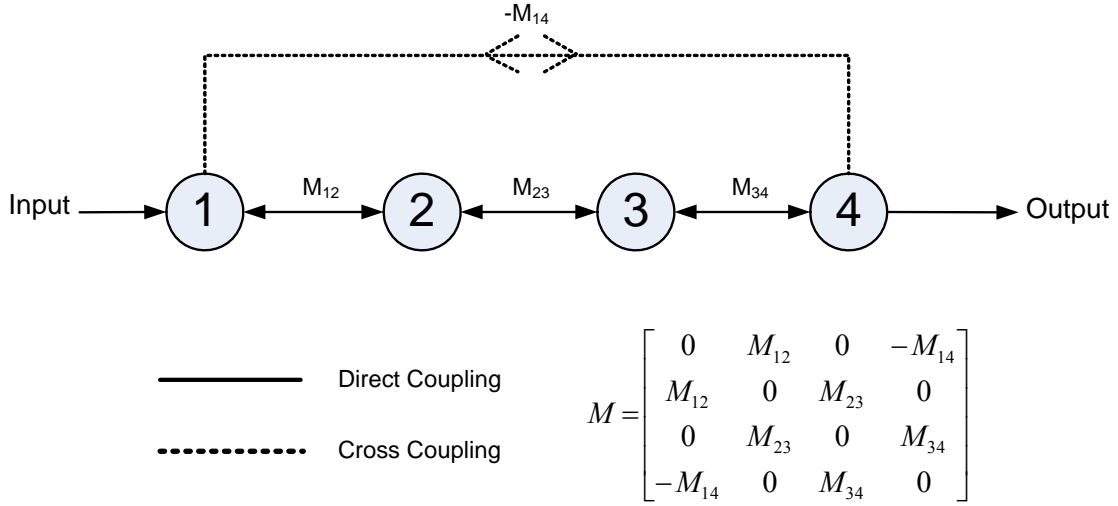 -M₁₄
Input 1 M₁₂ 2 M₂₃ 3 M₃₄ 4 Output
Direct Coupling
Cross Coupling
M =
0 M₁₂ 0 -M₁₄
M₁₂ 0 M₂₃ 0
0 M₂₃ 0 M₃₄
-M₁₄ 0 M₃₄ 0